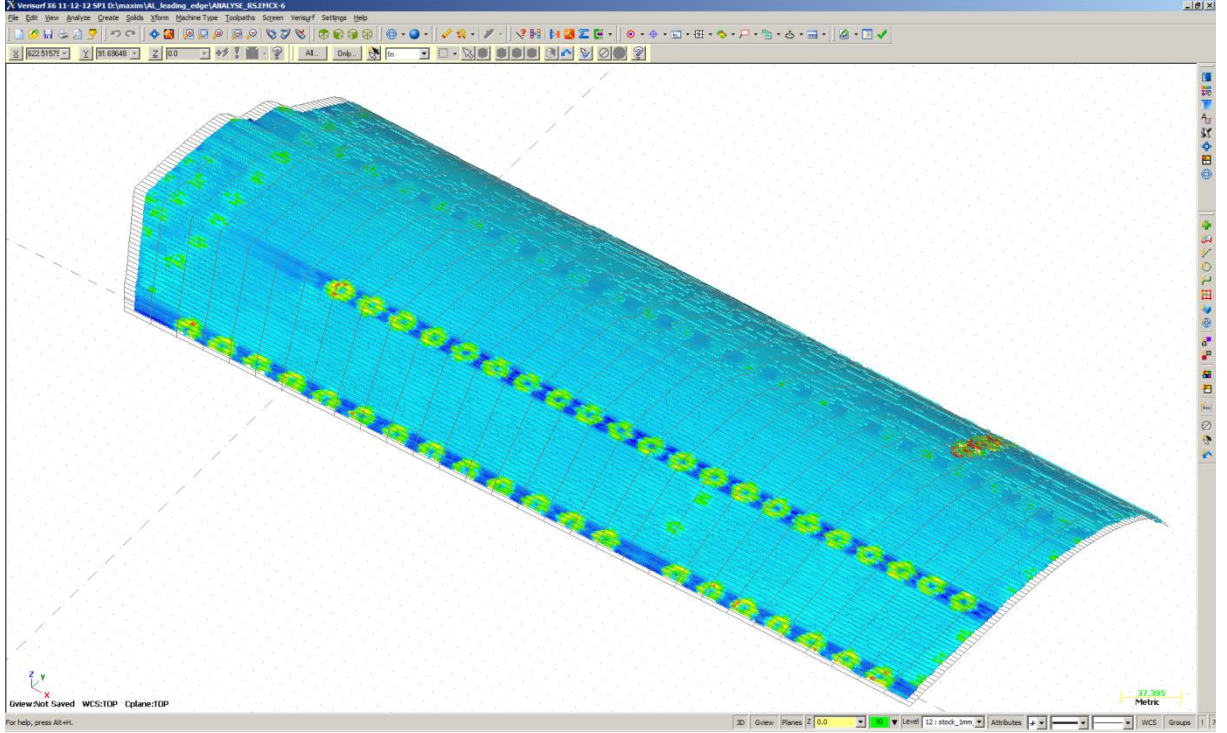 Verisurf X6 11-12-12 SP1 D:\maxim\AL_leading_edge\ANALYSE_RS.EMCX-6
File Edit View Analyze Create Solids Xform Machine Type Toolpaths Screen Verisurf Settings Help
X 622.5157 Y 91.69648 Z 0.0 All... Only... In
Z Y
X
Gview:Not Saved WCS:TOP Cplane:TOP
37.395
Metric
For help, press Alt+H.
3D Gview Planes Z 0.0 10 Level 12 : stock_1mm_ Attributes WCS Groups ! ?